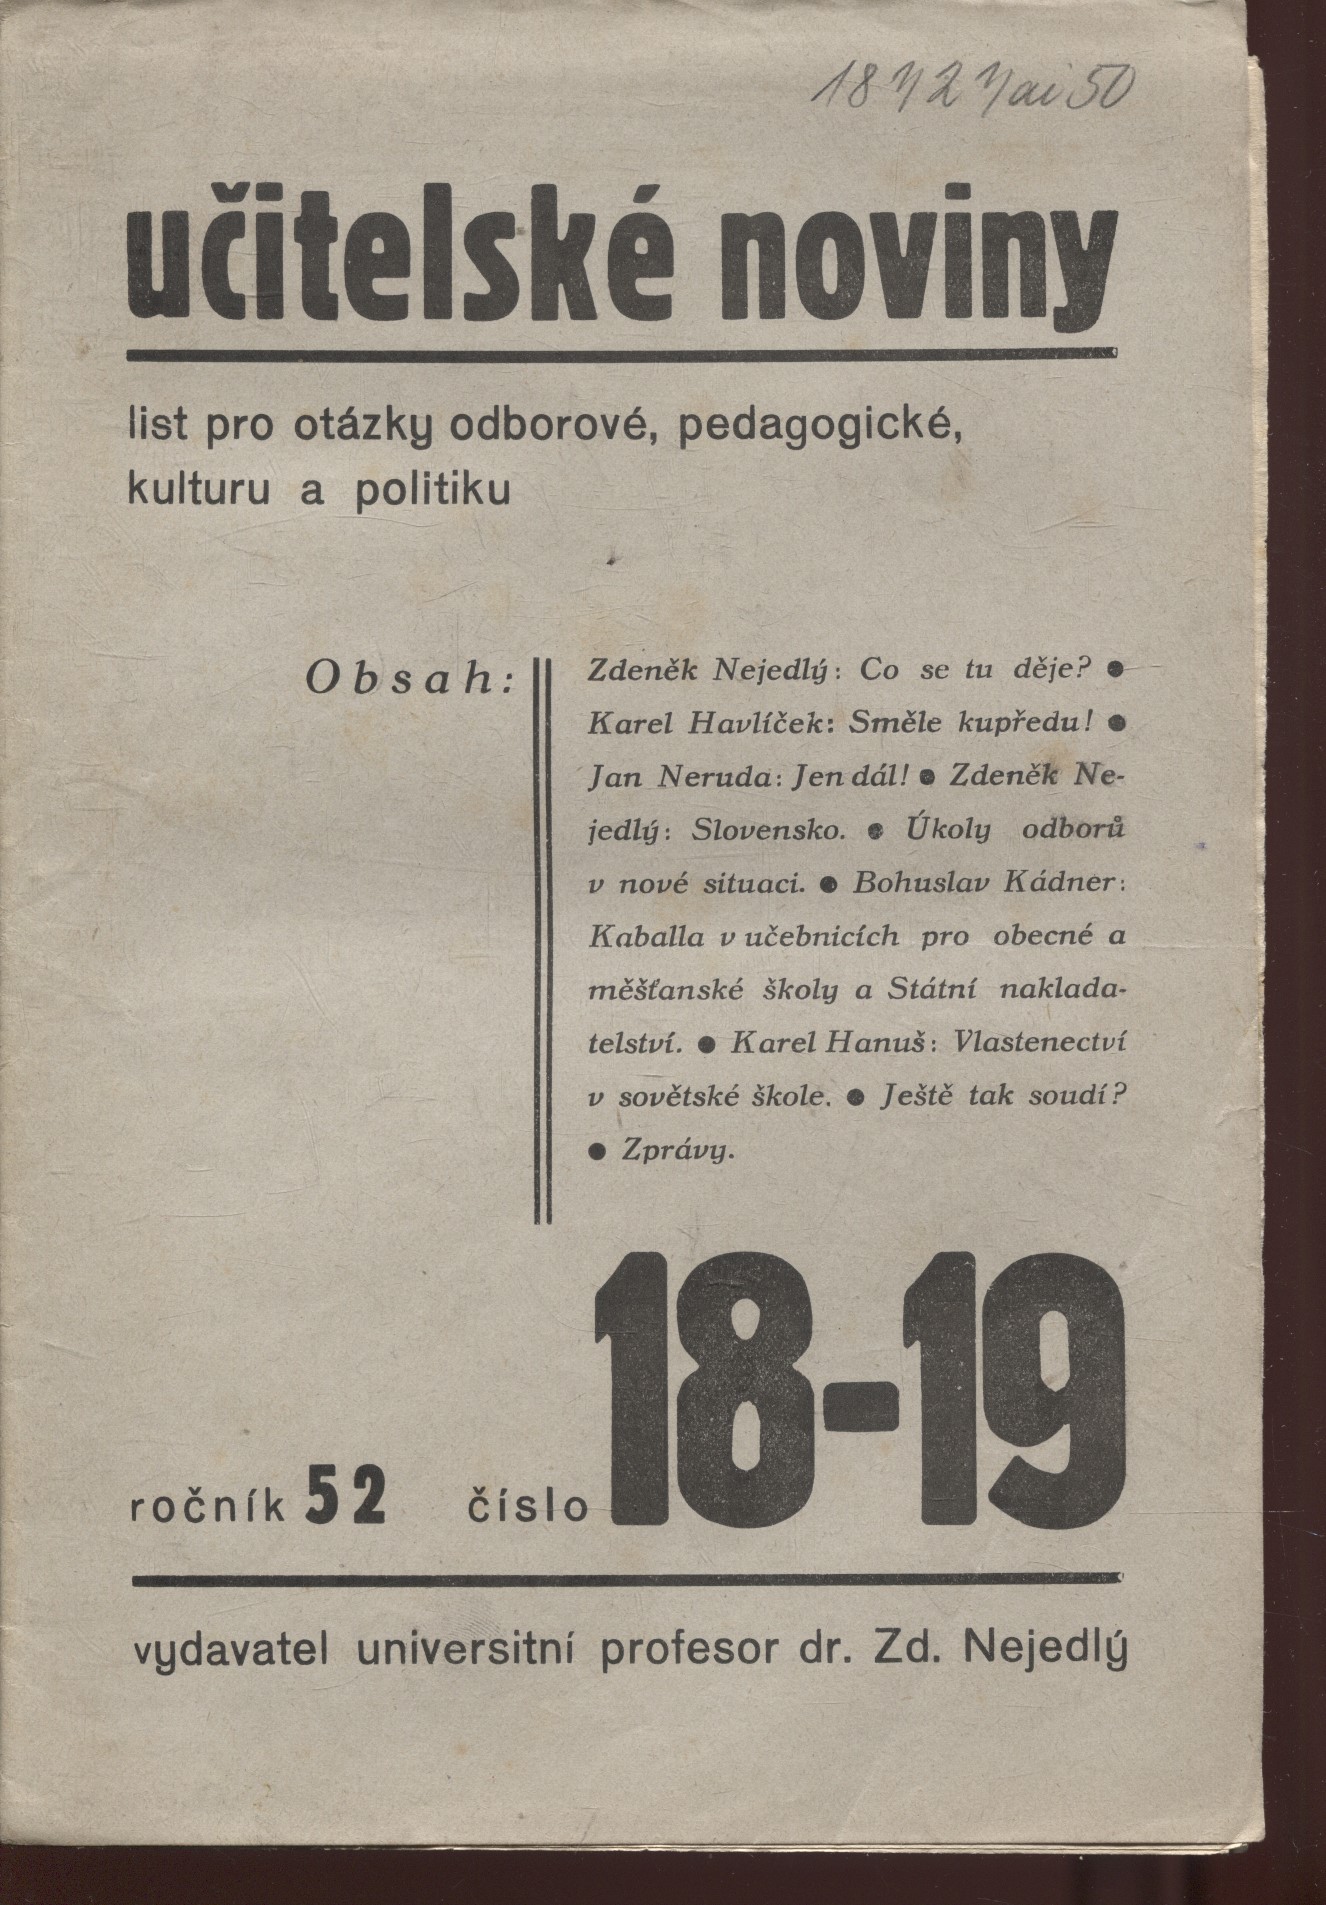 učitelské noviny
list pro otázky odborové, pedagogické,
kulturu a politiku
Obsah:
Zdeněk Nejedlý: Co se tu děje? ●
Karel Havlíček: Směle kupředu! ●
Jan Neruda: Jen dál! ● Zdeněk Ne-
jedlý: Slovensko. ● Úkoly odborů
v nové situaci. ● Bohuslav Kádner:
Kaballa v učebnicích pro obecné a
měšťanské školy a Státní naklada-
telství. ● Karel Hanuš: Vlastenectví
v sovětské škole. ● Ještě tak soudí?
● Zprávy.
ročník 52 číslo 18-19
vydavatel universitní profesor dr. Zd. Nejedlý